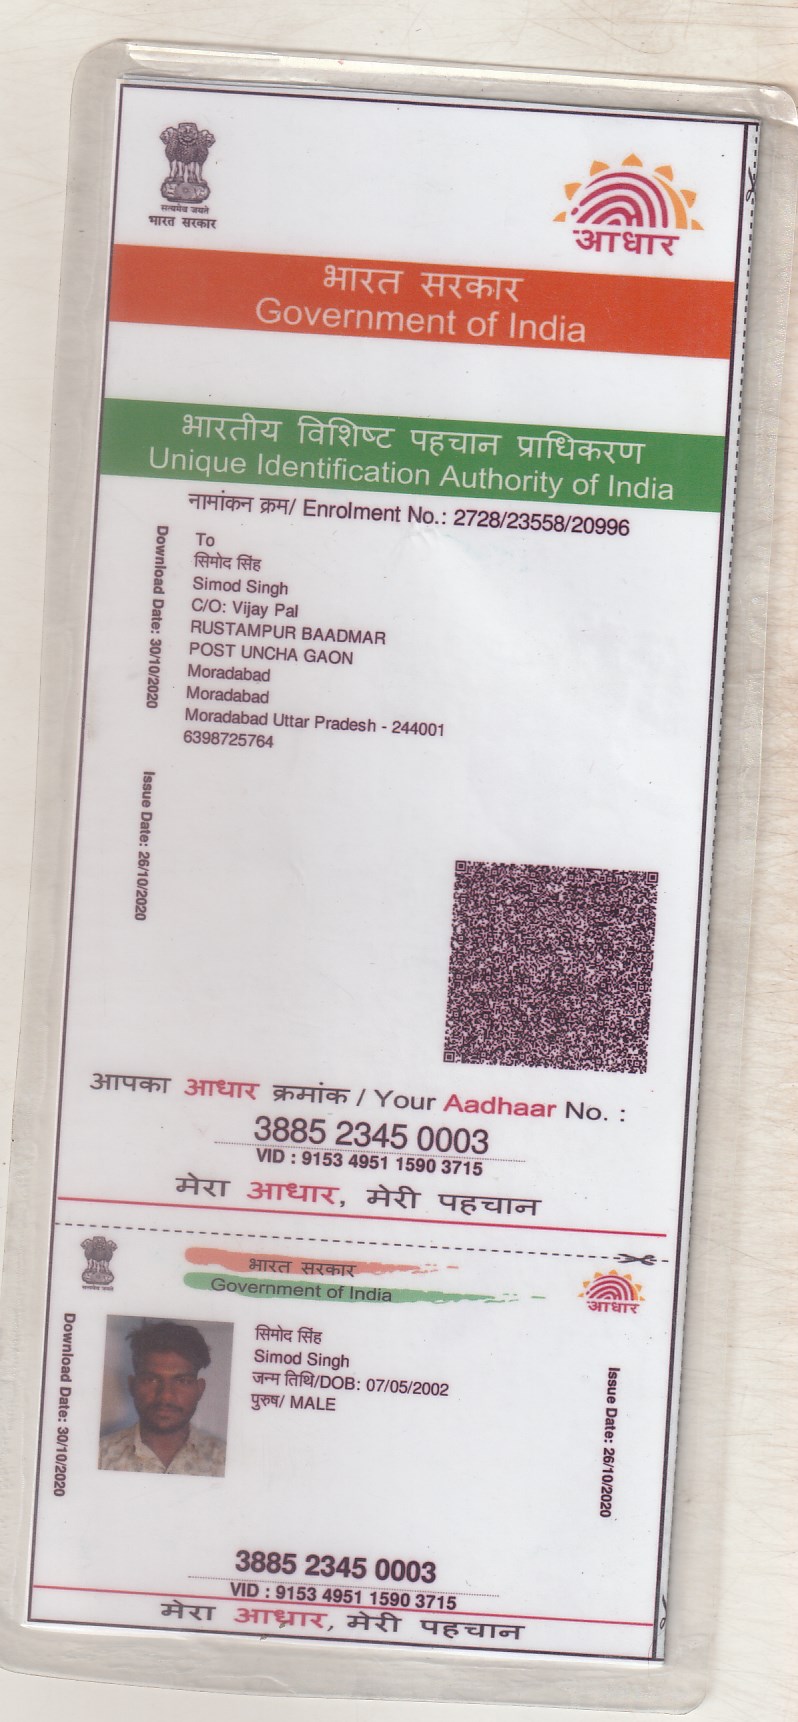 सत्यमेव जयते
भारत सरकार
आधार
भारत सरकार
Government of India
भारतीय विशिष्ट पहचान प्राधिकरण
Unique Identification Authority of India
नामांकन क्रम/ Enrolment No.: 2728/23558/20996
To
सिमोद सिंह
Simod Singh
C/O: Vijay Pal
RUSTAMPUR BAADMAR
POST UNCHA GAON
Moradabad
Moradabad
Moradabad Uttar Pradesh - 244001
6398725764
Download Date: 30/10/2020
Issue Date: 26/10/2020
आपका आधार क्रमांक / Your Aadhaar No. :
3885 2345 0003
VID : 9153 4951 1590 3715
मेरा आधार, मेरी पहचान
भारत सरकार
Government of India
आधार
Download Date: 30/10/2020
सिमोद सिंह
Simod Singh
जन्म तिथि/DOB: 07/05/2002
पुरुष/ MALE
Issue Date: 26/10/2020
3885 2345 0003
VID : 9153 4951 1590 3715
मेरा आधार, मेरी पहचान